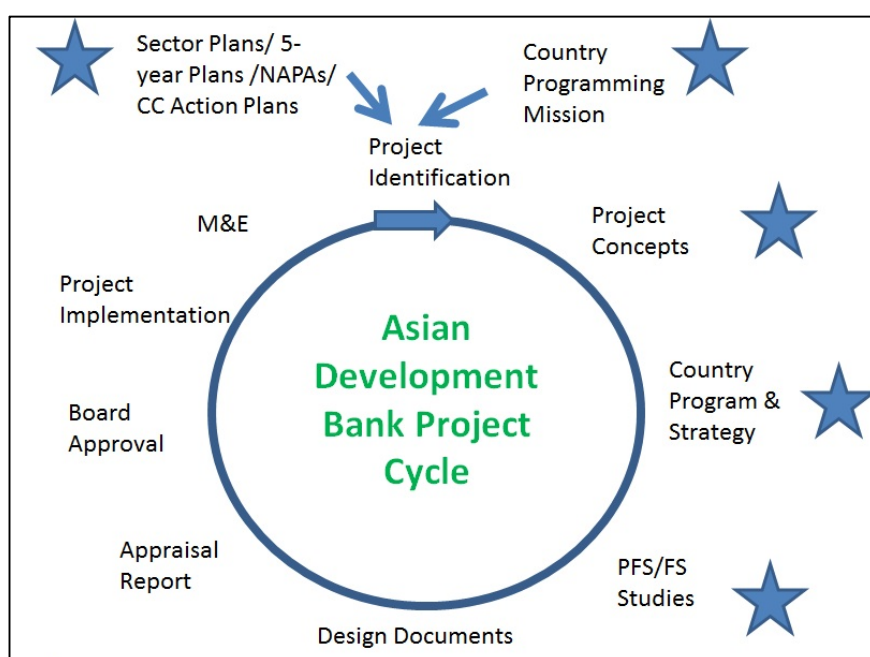 Sector Plans/ 5-
year Plans /NAPAs/
CC Action Plans
Country
Programming
Mission
Project
Identification
Project
Concepts
Country
Program &
Strategy
PFS/FS
Studies
Design Documents
Appraisal
Report
Board
Approval
Project
Implementation
M&E
Asian
Development
Bank Project
Cycle